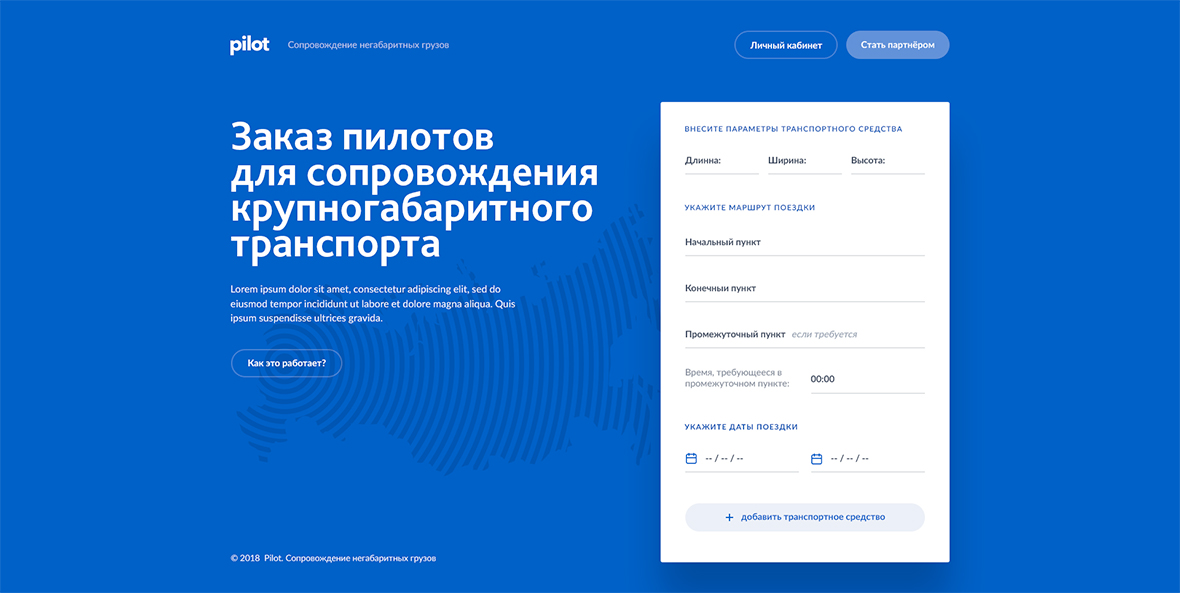 pilot
Сопровождение негабаритных грузов
Личный кабинет
Стать партнёром
Заказ пилотов
для сопровождения
крупногабаритного
транспорта
Lorem ipsum dolor sit amet, consectetur adipiscing elit, sed do
eiusmod tempor incididunt ut labore et dolore magna aliqua. Quis
ipsum suspendisse ultrices gravida.
Как это работает?
© 2018 Pilot. Сопровождение негабаритных грузов
ВНЕСИТЕ ПАРАМЕТРЫ ТРАНСПОРТНОГО СРЕДСТВА
Длинна:
Ширина:
Высота:
УКАЖИТЕ МАРШРУТ ПОЕЗДКИ
Начальный пункт
Конечныи пункт
Промежуточный пункт если требуется
Время, требующееся в
промежуточном пункте:
00:00
УКАЖИТЕ ДАТЫ ПОЕЗДКИ
-- / -- / --
-- / -- / --
+ добавить транспортное средство